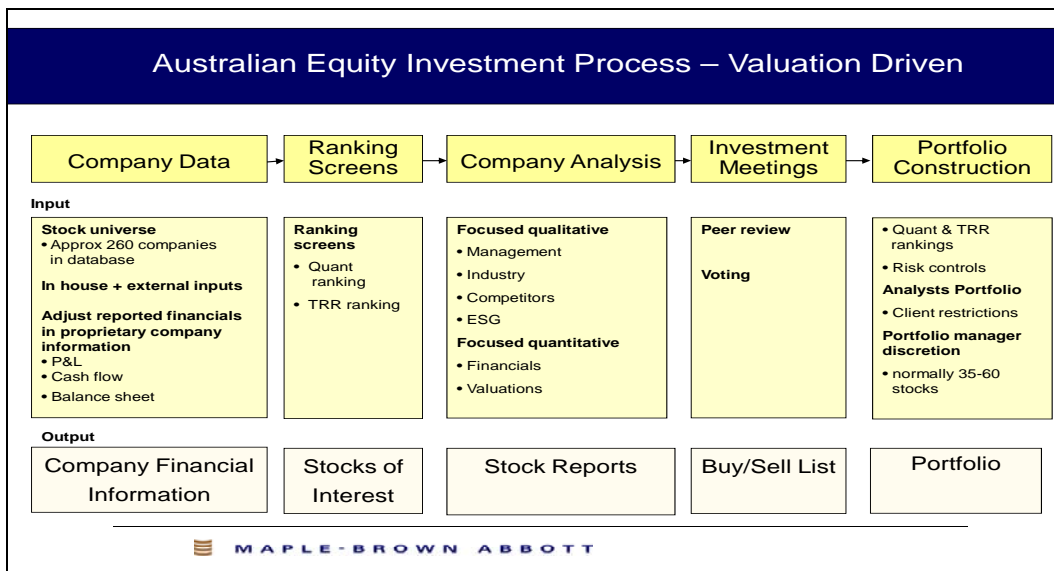 Australian Equity Investment Process – Valuation Driven
Company Data
Ranking
Screens
Company Analysis
Investment
Meetings
Portfolio
Construction
Input
Stock universe
• Approx 260 companies
in database
In house + external inputs
Adjust reported financials
in proprietary company
information
• P&L
• Cash flow
• Balance sheet
Ranking
screens
• Quant
ranking
• TRR ranking
Focused qualitative
• Management
• Industry
• Competitors
• ESG
Focused quantitative
• Financials
• Valuations
Peer review
Voting
• Quant & TRR
rankings
• Risk controls
Analysts Portfolio
• Client restrictions
Portfolio manager
discretion
• normally 35-60
stocks
Output
Company Financial
Information
Stocks of
Interest
Stock Reports
Buy/Sell List
Portfolio
MAPLE-BROWN ABBOTT